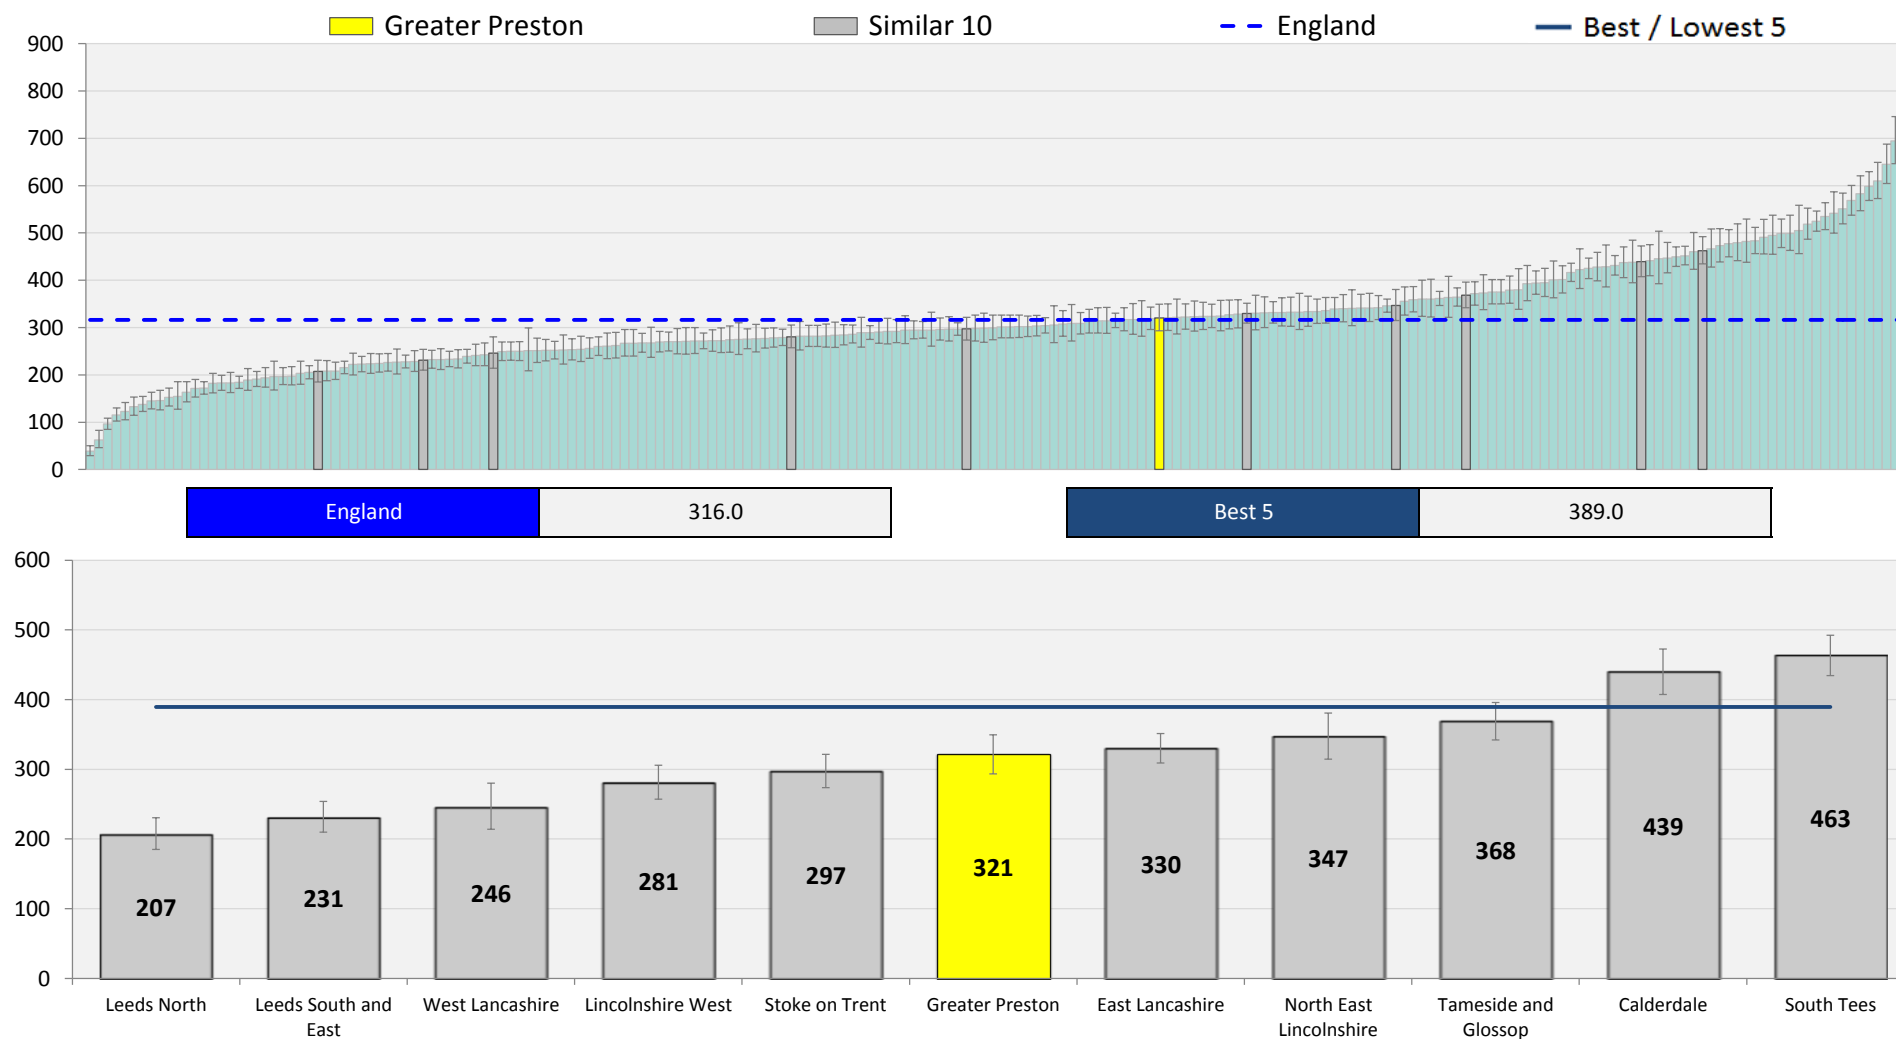 Greater Preston
Similar 10
England
Best / Lowest 5
900
800
700
600
500
400
300
200
100
0
England
316.0
Best 5
389.0
600
500
400
300
200
100
0
207
231
246
281
297
321
330
347
368
439
463
Leeds North
Leeds South and
East
West Lancashire
Lincolnshire West
Stoke on Trent
Greater Preston
East Lancashire
North East
Lincolnshire
Tameside and
Glossop
Calderdale
South Tees